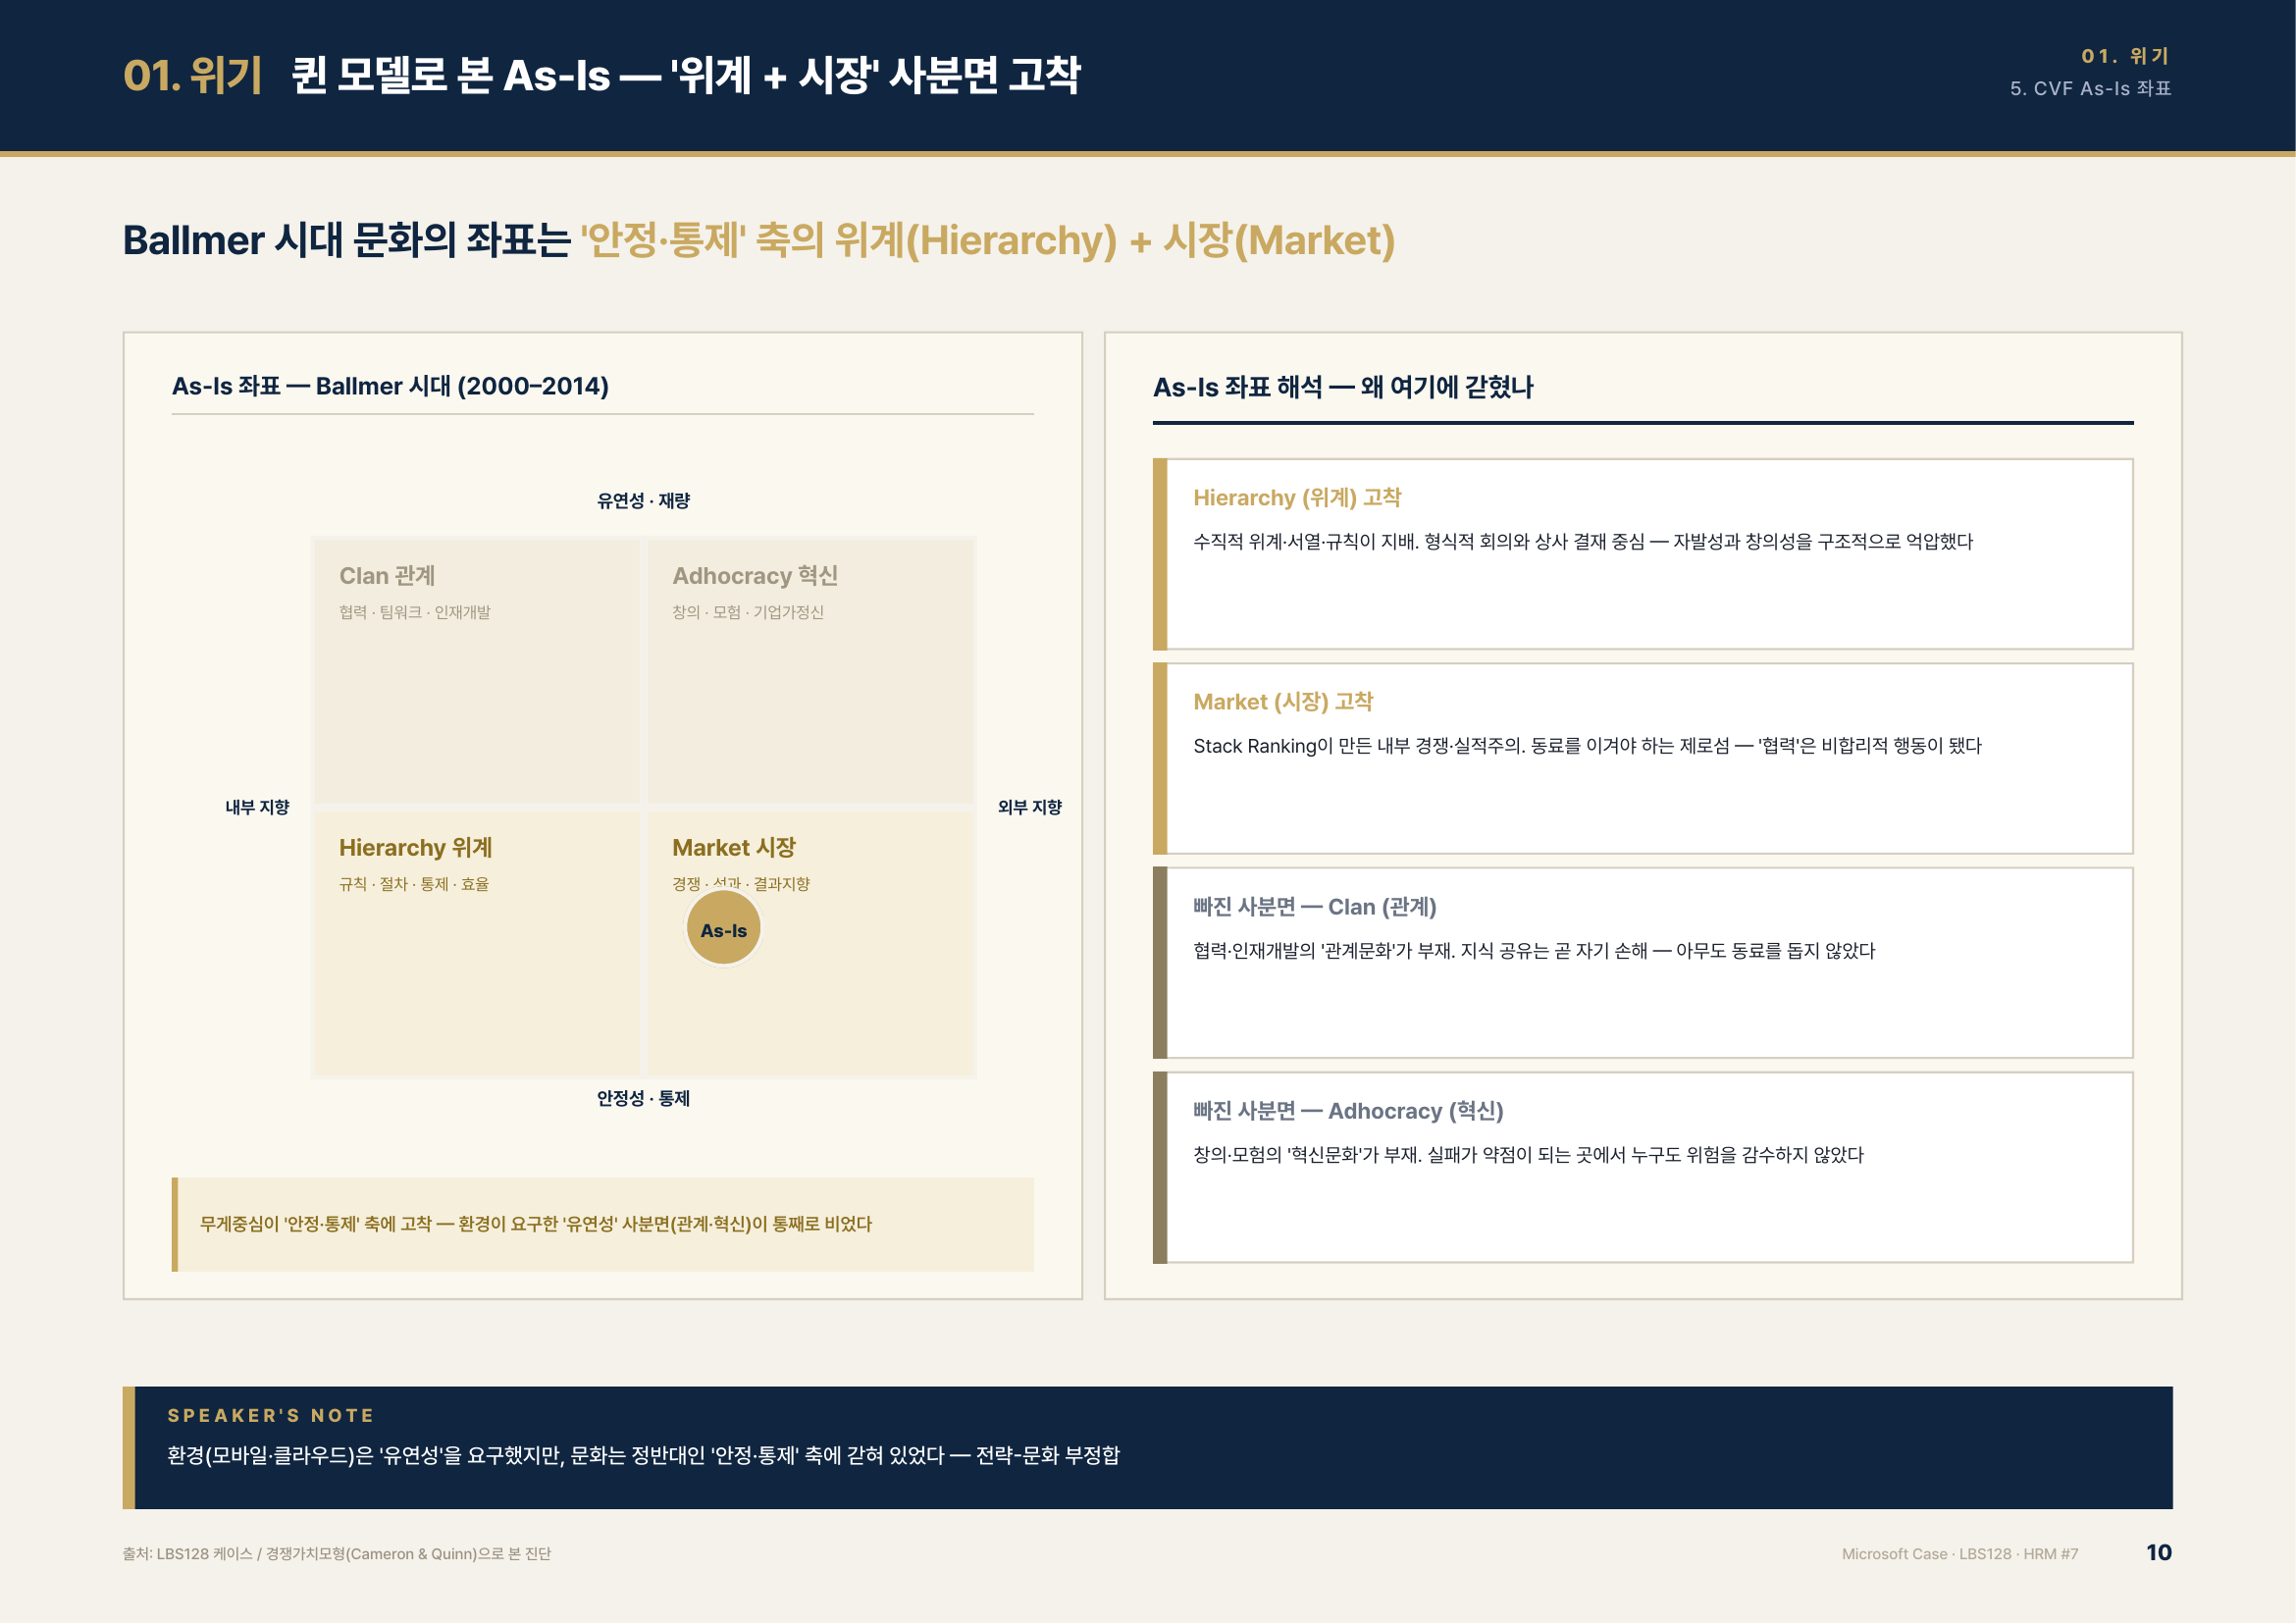 01. 위기 퀸 모델로 본 As-Is — '위계 + 시장' 사분면 고착
01. 위기
5. CVF As-Is 좌표
Ballmer 시대 문화의 좌표는 '안정·통제' 축의 위계(Hierarchy) + 시장(Market)
As-Is 좌표 — Ballmer 시대 (2000–2014)
유연성 · 재량
Clan 관계
협력 · 팀워크 · 인재개발
Adhocracy 혁신
창의 · 모험 · 기업가정신
내부 지향
외부 지향
Hierarchy 위계
규칙 · 절차 · 통제 · 효율
Market 시장
경쟁 · 성과 · 결과지향
As-Is
안정성 · 통제
무게중심이 '안정·통제' 축에 고착 — 환경이 요구한 '유연성' 사분면(관계·혁신)이 통째로 비었다
As-Is 좌표 해석 — 왜 여기에 갇혔나
Hierarchy (위계) 고착
수직적 위계·서열·규칙이 지배. 형식적 회의와 상사 결재 중심 — 자발성과 창의성을 구조적으로 억압했다
Market (시장) 고착
Stack Ranking이 만든 내부 경쟁·실적주의. 동료를 이겨야 하는 제로섬 — '협력'은 비합리적 행동이 됐다
빠진 사분면 — Clan (관계)
협력·인재개발의 '관계문화'가 부재. 지식 공유는 곧 자기 손해 — 아무도 동료를 돕지 않았다
빠진 사분면 — Adhocracy (혁신)
창의·모험의 '혁신문화'가 부재. 실패가 약점이 되는 곳에서 누구도 위험을 감수하지 않았다
SPEAKER'S NOTE
환경(모바일·클라우드)은 '유연성'을 요구했지만, 문화는 정반대인 '안정·통제' 축에 갇혀 있었다 — 전략-문화 부정합
출처: LBS128 케이스 / 경쟁가치모형(Cameron & Quinn)으로 본 진단
Microsoft Case · LBS128 · HRM #7
10